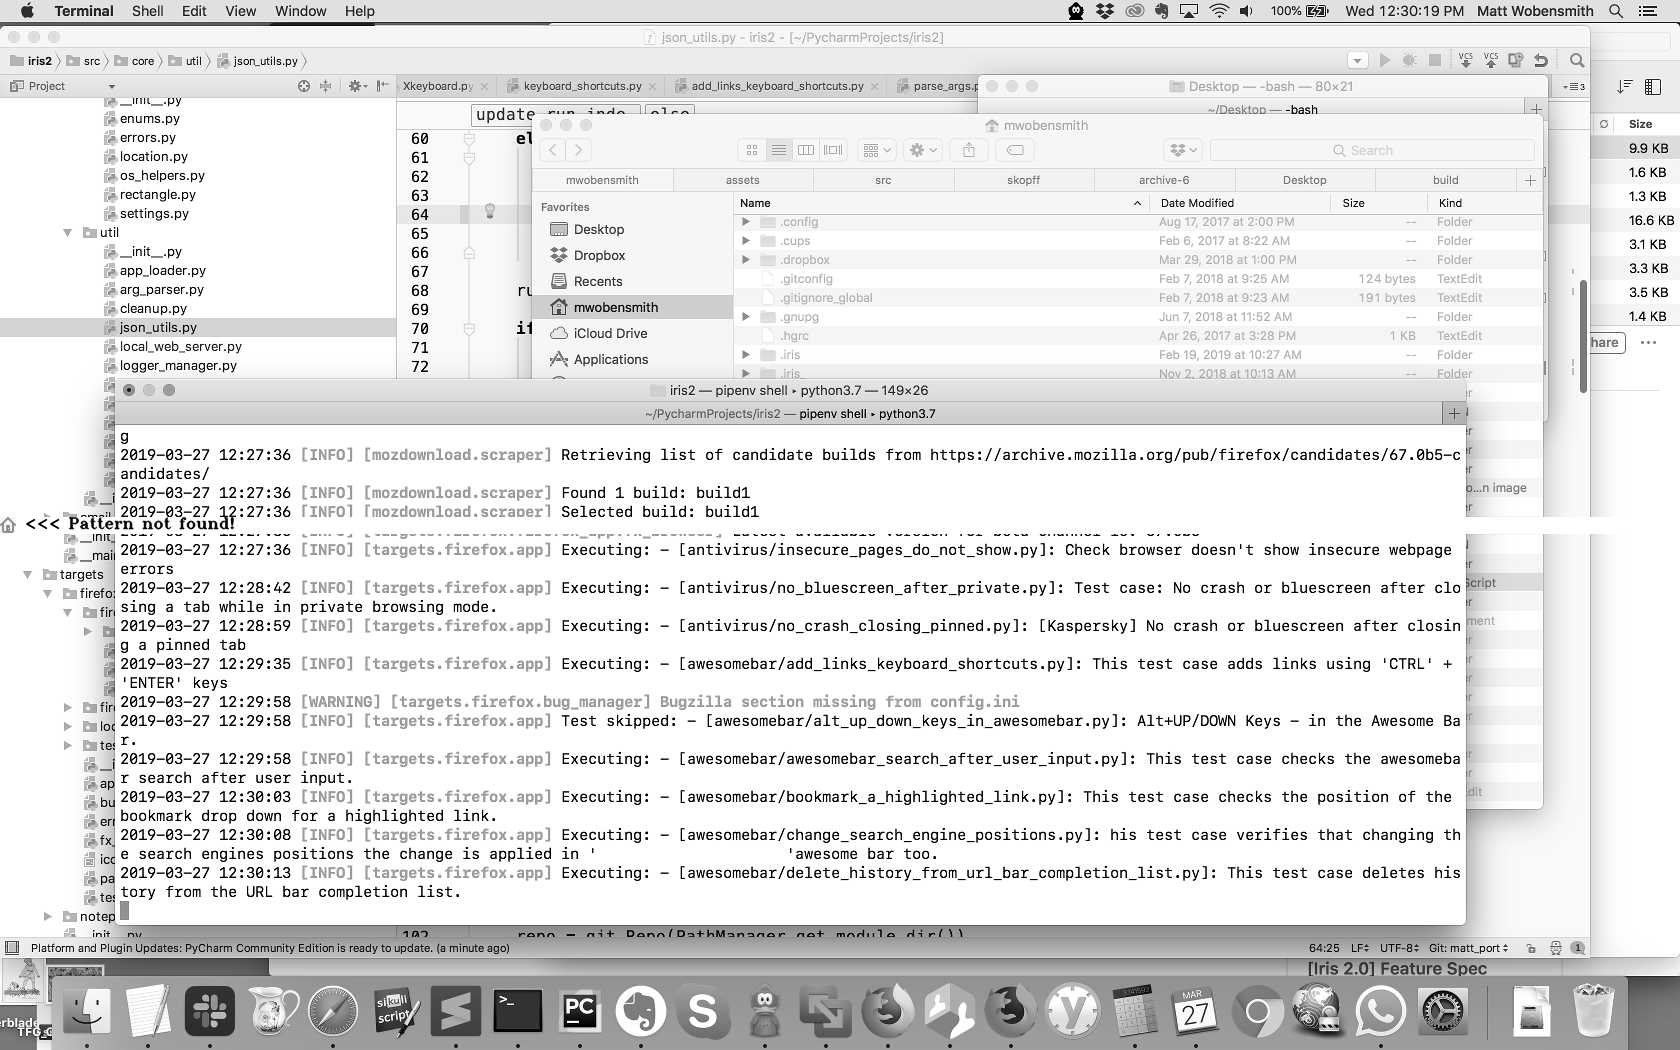 Terminal Shell Edit View Window Help 100% Wed 12:30:19 PM Matt Wobensmith
json_utils.py - iris2 - [~/PycharmProjects/iris2]
iris2 src core util json_utils.py
Project
Xkeyboard.py keyboard_shortcuts.py add_links_keyboard_shortcuts.py parse_args.p
Desktop — -bash — 80×21
~/Desktop — -bash
__init__.py
enums.py
errors.py
location.py
os_helpers.py
rectangle.py
settings.py
util
__init__.py
app_loader.py
arg_parser.py
cleanup.py
json_utils.py
local_web_server.py
logger_manager.py
60
61
62
63
64
65
66
67
68
69
70
71
72
el
ru
if
mwobensmith
Search
mwobensmith assets src skopff archive-6 Desktop build
Favorites
Desktop
Dropbox
Recents
mwobensmith
iCloud Drive
Applications
Name Date Modified Size Kind
.config Aug 17, 2017 at 2:00 PM -- Folder
.cups Feb 6, 2017 at 8:22 AM -- Folder
.dropbox Mar 29, 2018 at 1:00 PM -- Folder
.gitconfig Feb 7, 2018 at 9:25 AM 124 bytes TextEdit
.gitignore_global Feb 7, 2018 at 9:23 AM 191 bytes TextEdit
.gnupg Jun 7, 2018 at 11:52 AM -- Folder
.hgrc Apr 26, 2017 at 3:28 PM 1 KB TextEdit
.iris Feb 19, 2019 at 10:27 AM -- Folder
.iris_ Nov 2, 2018 at 10:13 AM -- Folder
Size
9.9 KB
1.6 KB
1.3 KB
16.6 KB
3.1 KB
3.3 KB
3.5 KB
1.4 KB
hare
iris2 — pipenv shell ▸ python3.7 — 149×26
~/PycharmProjects/iris2 — pipenv shell ▸ python3.7
g
2019-03-27 12:27:36 [INFO] [mozdownload.scraper] Retrieving list of candidate builds from https://archive.mozilla.org/pub/firefox/candidates/67.0b5-c
andidates/
2019-03-27 12:27:36 [INFO] [mozdownload.scraper] Found 1 build: build1
2019-03-27 12:27:36 [INFO] [mozdownload.scraper] Selected build: build1
<<< Pattern not found!
2019-03-27 12:27:36 [INFO] [targets.firefox.app] Executing: - [antivirus/insecure_pages_do_not_show.py]: Check browser doesn't show insecure webpage
errors
2019-03-27 12:28:42 [INFO] [targets.firefox.app] Executing: - [antivirus/no_bluescreen_after_private.py]: Test case: No crash or bluescreen after clo
sing a tab while in private browsing mode.
2019-03-27 12:28:59 [INFO] [targets.firefox.app] Executing: - [antivirus/no_crash_closing_pinned.py]: [Kaspersky] No crash or bluescreen after closin
g a pinned tab
2019-03-27 12:29:35 [INFO] [targets.firefox.app] Executing: - [awesomebar/add_links_keyboard_shortcuts.py]: This test case adds links using 'CTRL' +
'ENTER' keys
2019-03-27 12:29:58 [WARNING] [targets.firefox.bug_manager] Bugzilla section missing from config.ini
2019-03-27 12:29:58 [INFO] [targets.firefox.app] Test skipped: - [awesomebar/alt_up_down_keys_in_awesomebar.py]: Alt+UP/DOWN Keys - in the Awesome Ba
r.
2019-03-27 12:29:58 [INFO] [targets.firefox.app] Executing: - [awesomebar/awesomebar_search_after_user_input.py]: This test case checks the awesomeba
r search after user input.
2019-03-27 12:30:03 [INFO] [targets.firefox.app] Executing: - [awesomebar/bookmark_a_highlighted_link.py]: This test case checks the position of the
bookmark drop down for a highlighted link.
2019-03-27 12:30:08 [INFO] [targets.firefox.app] Executing: - [awesomebar/change_search_engine_positions.py]: his test case verifies that changing th
e search engines positions the change is applied in ' 'awesome bar too.
2019-03-27 12:30:13 [INFO] [targets.firefox.app] Executing: - [awesomebar/delete_history_from_url_bar_completion_list.py]: This test case deletes his
tory from the URL bar completion list.
targets
firefo
notep
o...n image
Script
102 repo = git.Repo(PathManager.get_module_dir())
Platform and Plugin Updates: PyCharm Community Edition is ready to update. (a minute ago) 64:25 LF UTF-8 Git: matt_port 1
[Iris 2.0] Feature Spec
sikuli
script
PC
MAR
27